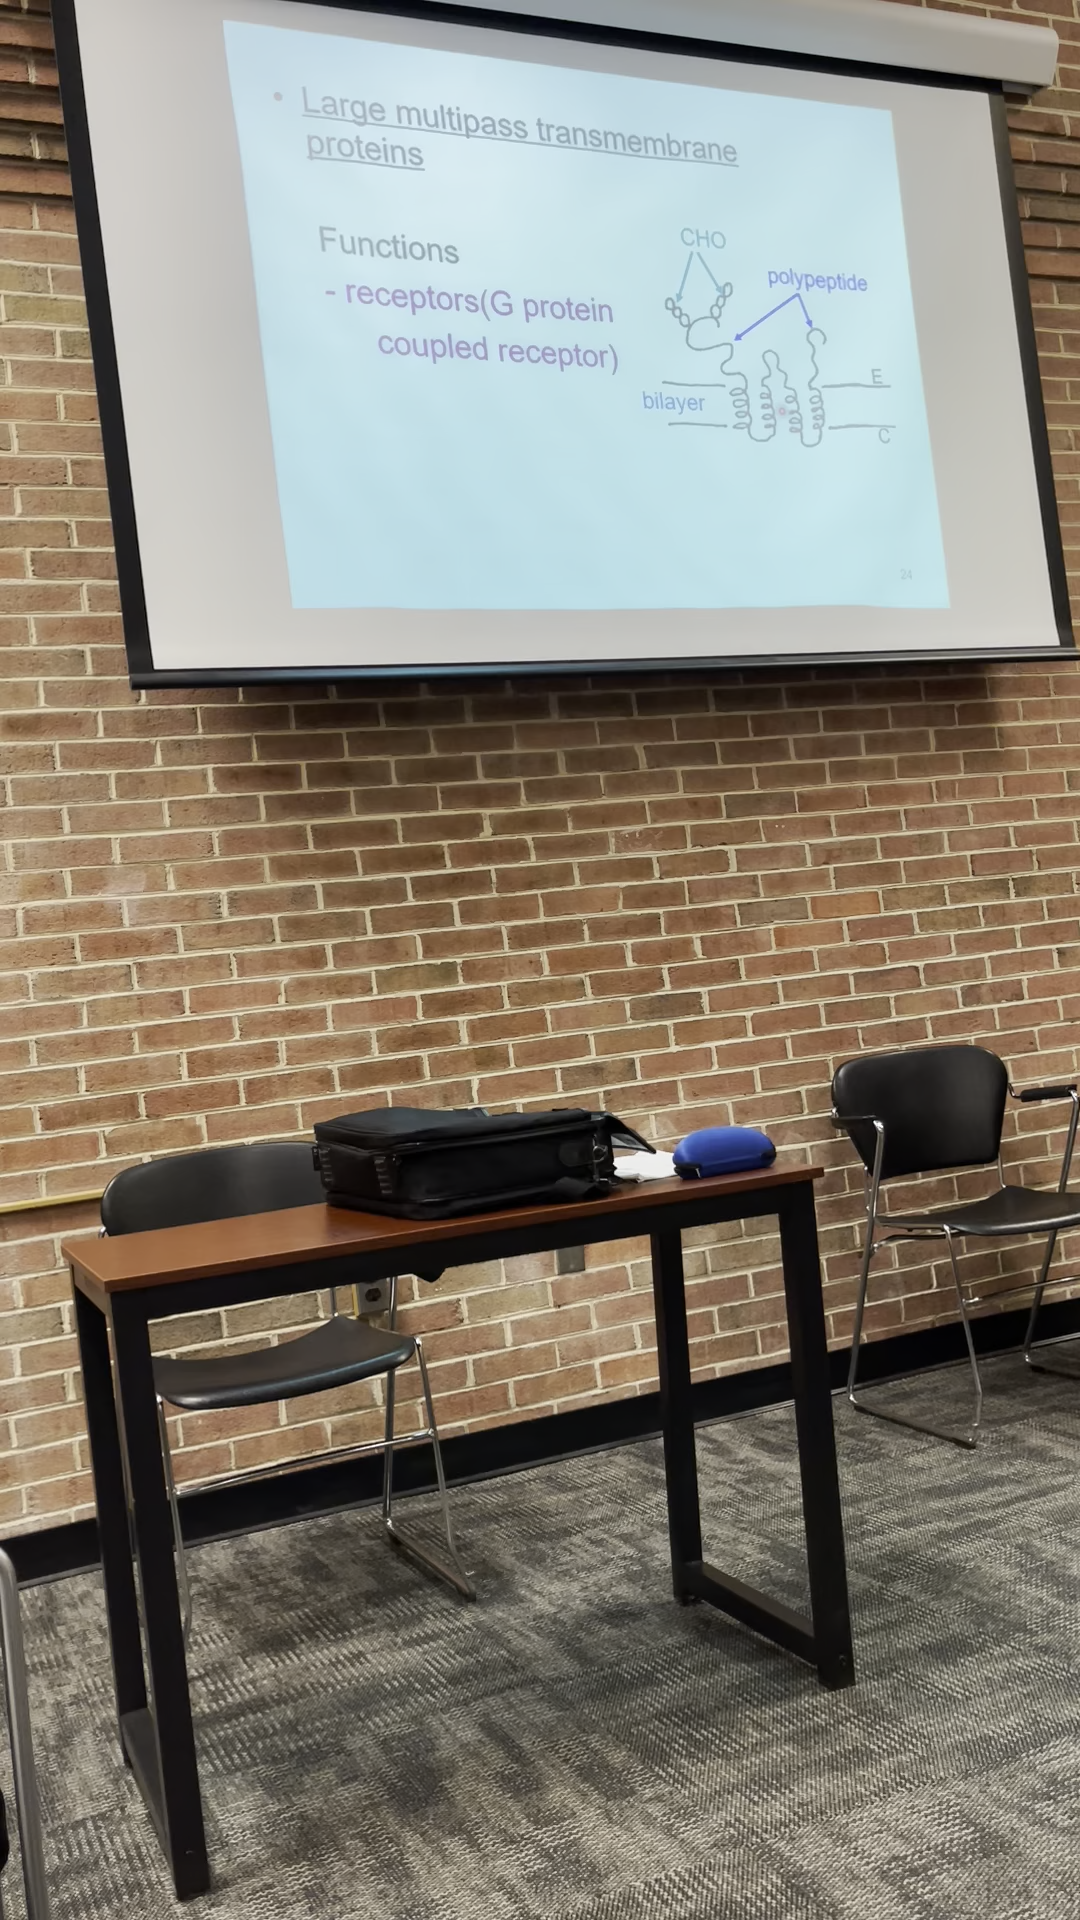 • Large multipass transmembrane
proteins
Functions
- receptors(G protein
coupled receptor)
CHO
polypeptide
bilayer
E
C
24